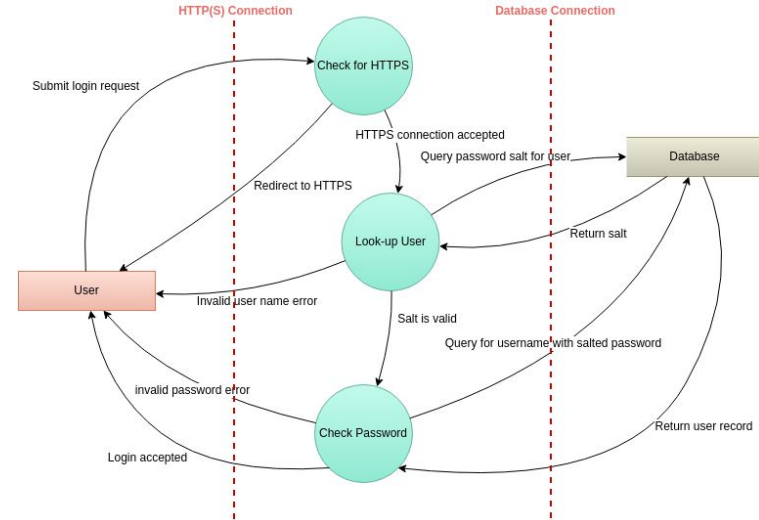 HTTP(S) Connection
Database Connection
Check for HTTPS
Submit login request
HTTPS connection accepted
Query password salt for user
Database
Redirect to HTTPS
Look-up User
Return salt
User
Invalid user name error
Salt is valid
Query for username with salted password
invalid password error
Return user record
Check Password
Login accepted